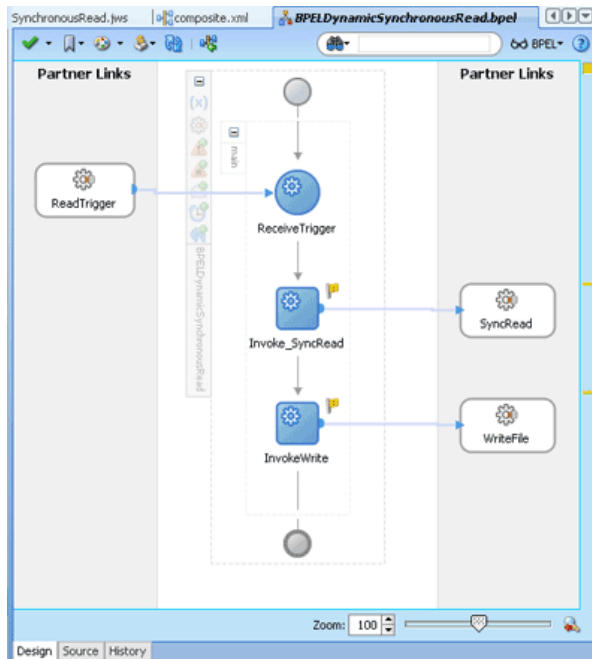 SynchronousRead.jws
composite.xml
BPELDynamicSynchronousRead.bpel
BPEL
Partner Links
Partner Links
main
BPELDynamicSynchronousRead
ReadTrigger
ReceiveTrigger
Invoke_SyncRead
SyncRead
InvokeWrite
WriteFile
Zoom: 100
Design Source History